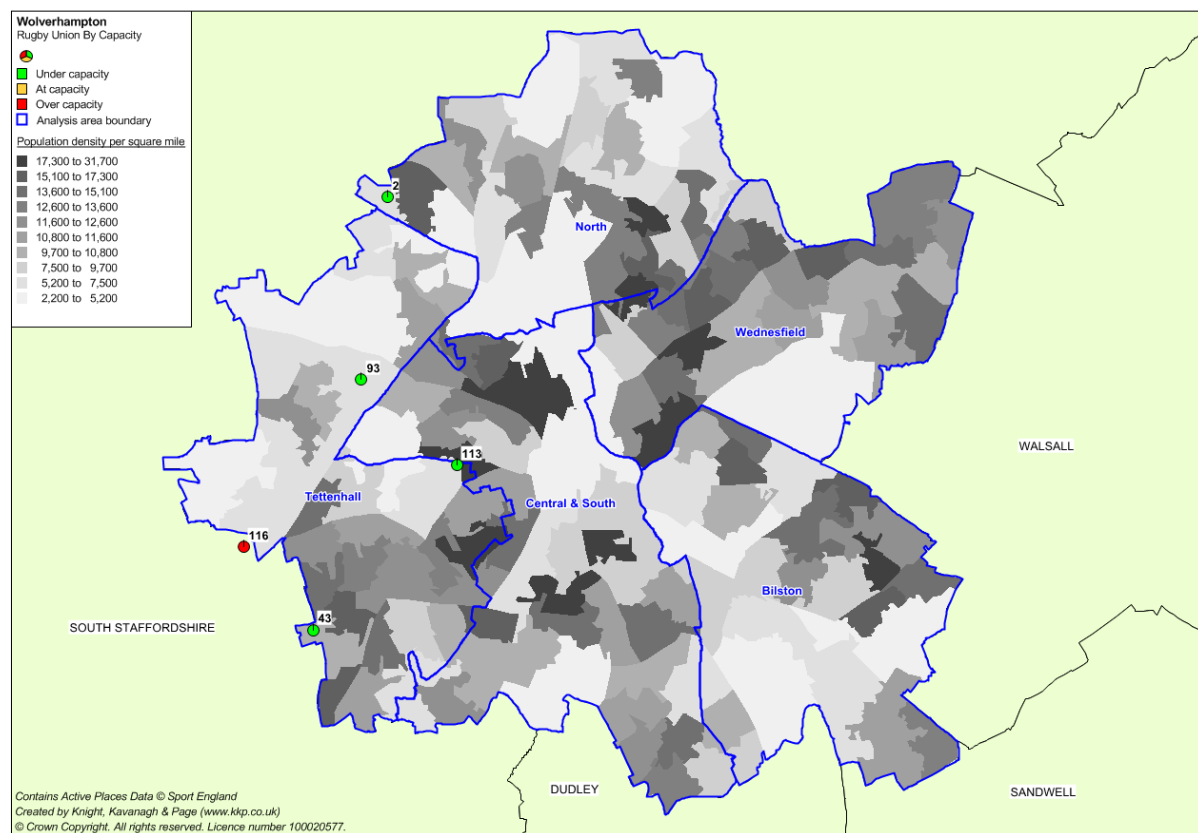 Wolverhampton
Rugby Union By Capacity
Under capacity
At capacity
Over capacity
Analysis area boundary
Population density per square mile
17,300 to 31,700
15,100 to 17,300
13,600 to 15,100
12,600 to 13,600
11,600 to 12,600
10,800 to 11,600
9,700 to 10,800
7,500 to 9,700
5,200 to 7,500
2,200 to 5,200
2
North
Wednesfield
93
WALSALL
113
Tettenhall
Central & South
116
Bilston
43
SOUTH STAFFORDSHIRE
DUDLEY
SANDWELL
Contains Active Places Data © Sport England
Created by Knight, Kavanagh & Page (www.kkp.co.uk)
© Crown Copyright. All rights reserved. Licence number 100020577.